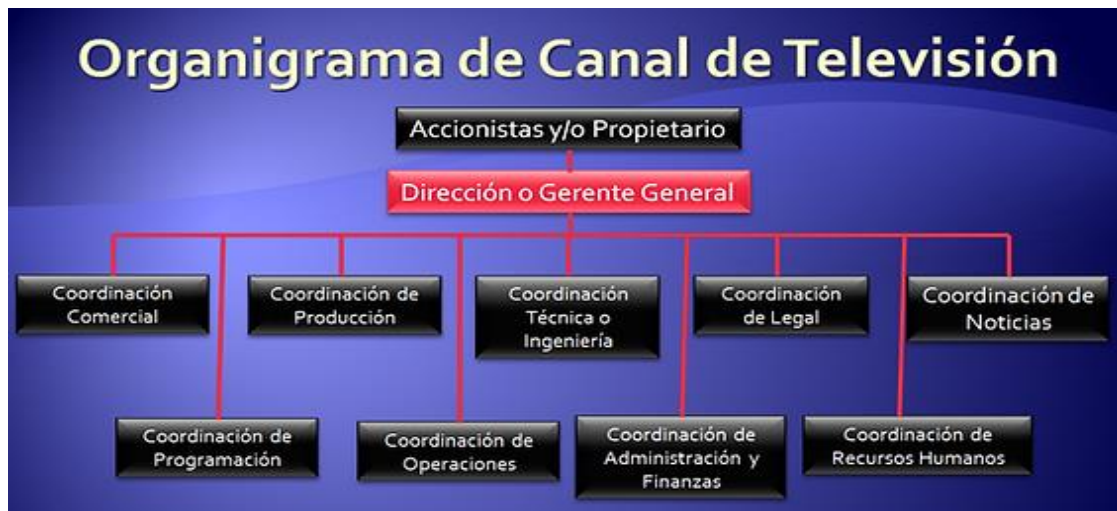 Organigrama de Canal de Televisión
Accionistas y/o Propietario
Dirección o Gerente General
Coordinación
Comercial
Coordinación de
Producción
Coordinación
Técnica o
Ingeniería
Coordinación
de Legal
Coordinación de
Noticias
Coordinación de
Programación
Coordinación de
Operaciones
Coordinación de
Administración y
Finanzas
Coordinación de
Recursos Humanos